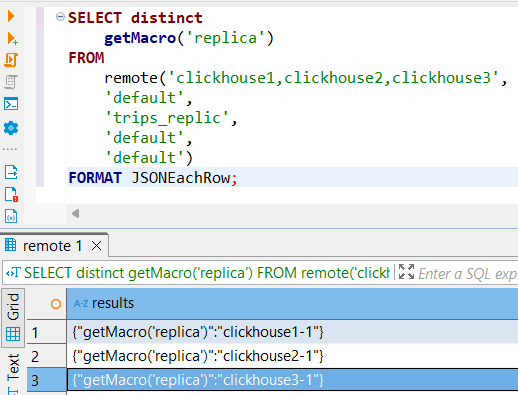 SELECT distinct
getMacro('replica')
FROM
remote('clickhouse1,clickhouse2,clickhouse3',
'default',
'trips_replic',
'default',
'default')
FORMAT JSONEachRow;
remote 1
SELECT distinct getMacro('replica') FROM remote('clickh
Enter a SQL exp
Grid
Text
A-Z results
1 {"getMacro('replica')":"clickhouse1-1"}
2 {"getMacro('replica')":"clickhouse2-1"}
3 {"getMacro('replica')":"clickhouse3-1"}